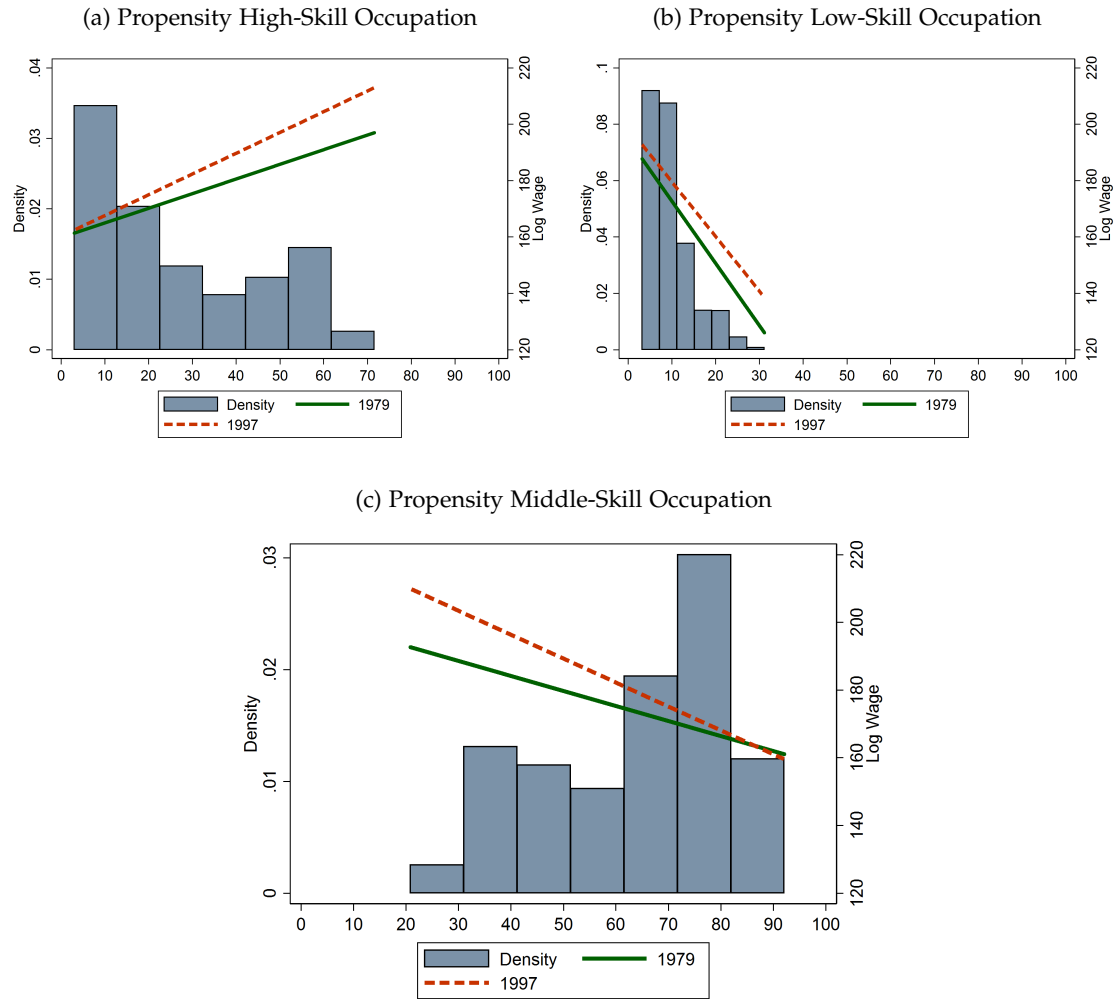 (a) Propensity High-Skill Occupation
.04
.03
.02
.01
0
Density
220
200
180
160
140
120
Log Wage
0 10 20 30 40 50 60 70 80 90 100
Density 1979
1997
(b) Propensity Low-Skill Occupation
.1
.08
.06
.04
.02
0
Density
220
200
180
160
140
120
Log Wage
0 10 20 30 40 50 60 70 80 90 100
Density 1979
1997
(c) Propensity Middle-Skill Occupation
.03
.02
.01
0
Density
220
200
180
160
140
120
Log Wage
0 10 20 30 40 50 60 70 80 90 100
Density 1979
1997